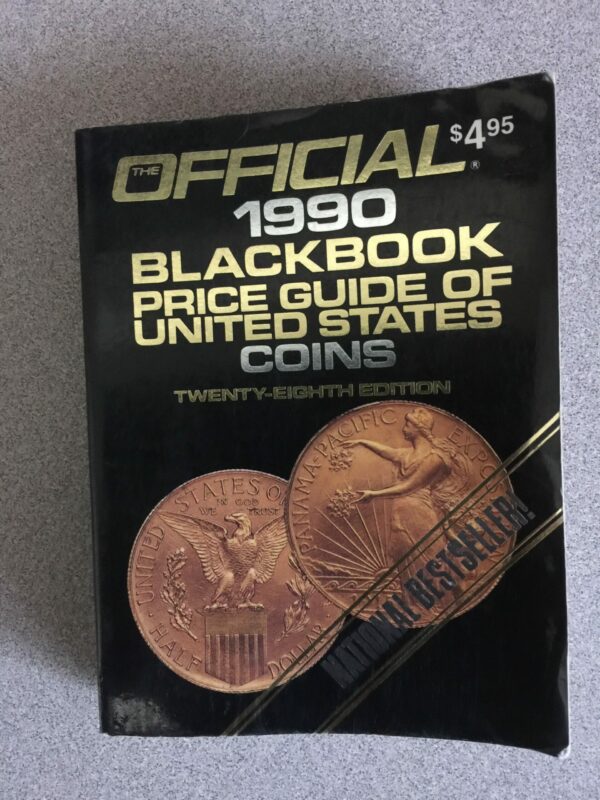 $4.95
THE OFFICIAL®
1990
BLACKBOOK
PRICE GUIDE OF
UNITED STATES
COINS
TWENTY-EIGHTH EDITION
PANAMA-PACIFIC EXPO
UNITED STATES O
IN GOD
WE TRUST
HALF DOLLAR
NATIONAL BESTSELLER!